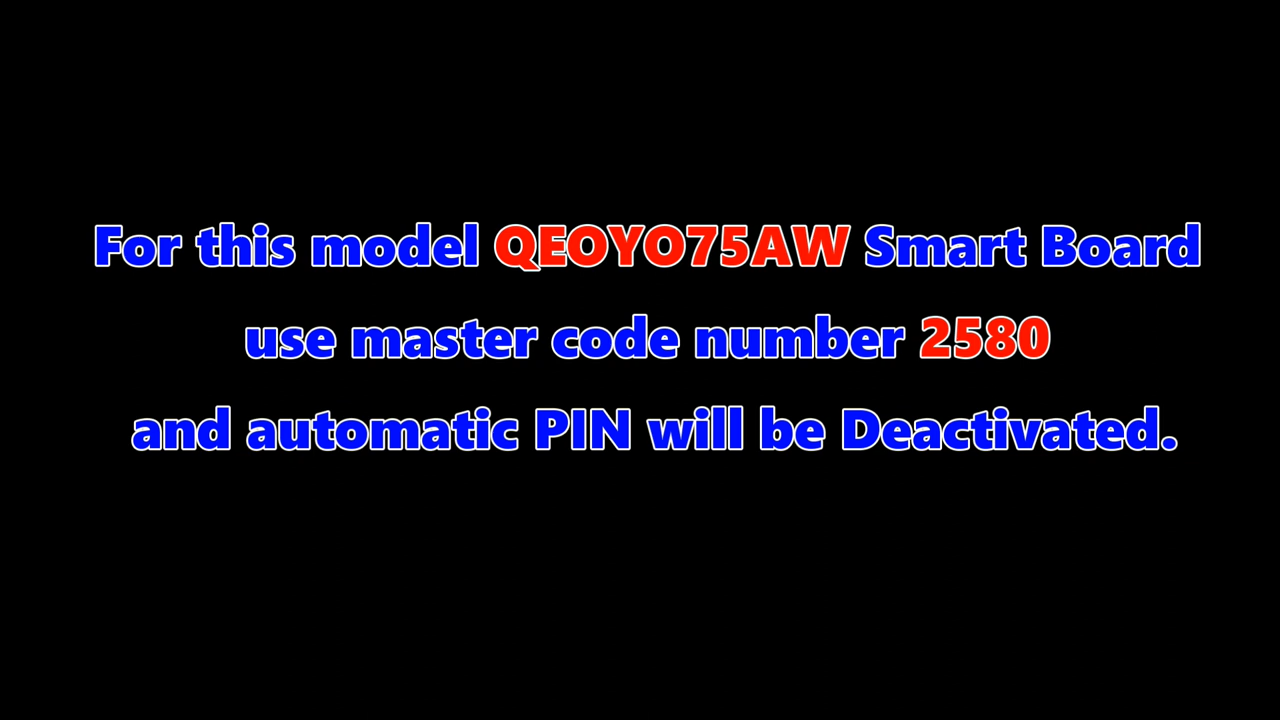 For this model QEOYO75AW Smart Board
use master code number 2580
and automatic PIN will be Deactivated.